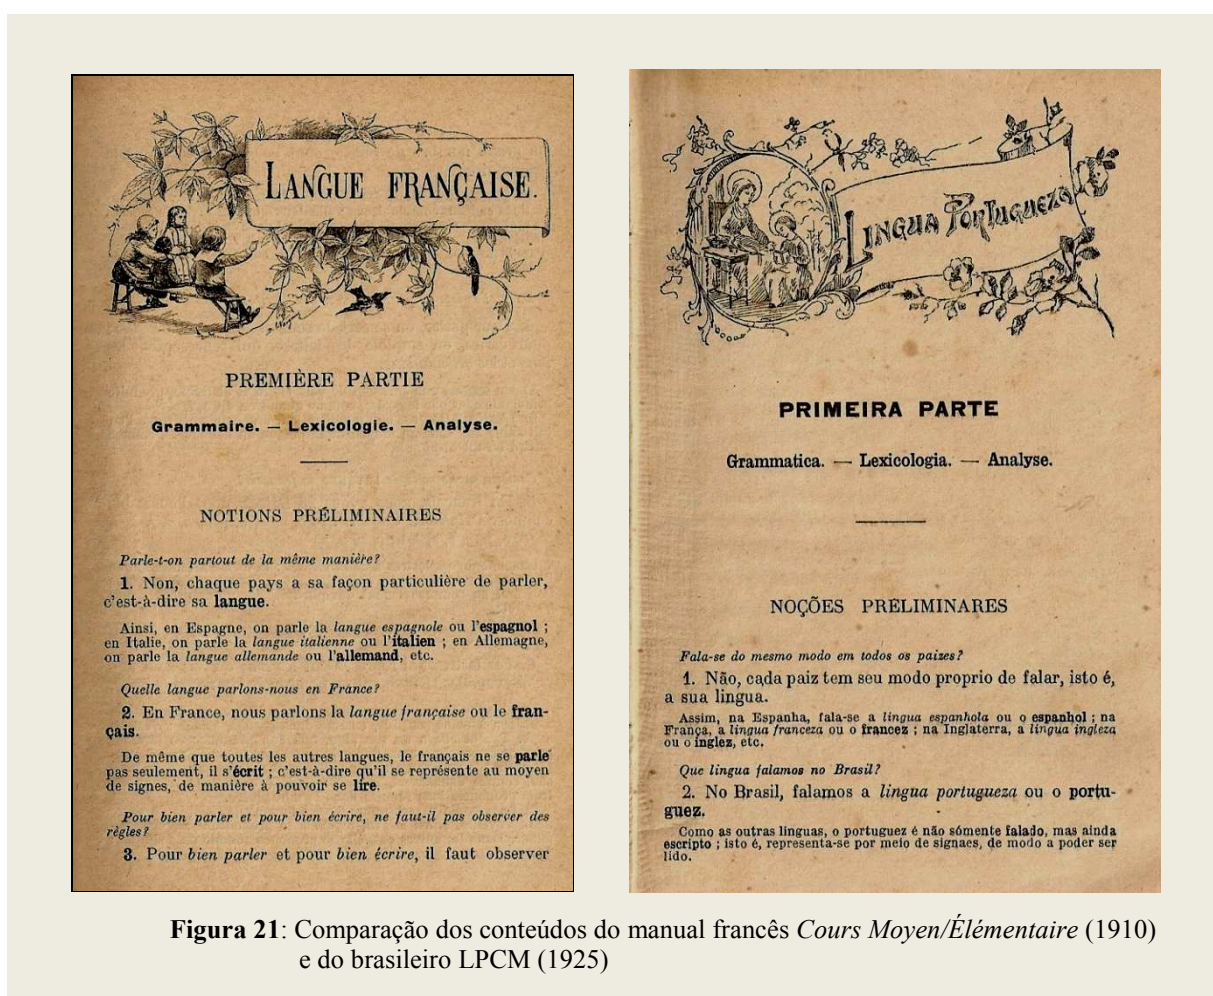 LANGUE FRANÇAISE.
PREMIÈRE PARTIE
Grammaire. — Lexicologie. — Analyse.
NOTIONS PRÉLIMINAIRES
Parle-t-on partout de la même manière?
1. Non, chaque pays a sa façon particulière de parler,
c'est-à-dire sa langue.
Ainsi, en Espagne, on parle la langue espagnole ou l'espagnol ;
en Italie, on parle la langue italienne ou l'italien ; en Allemagne,
on parle la langue allemande ou l'allemand, etc.
Quelle langue parlons-nous en France?
2. En France, nous parlons la langue française ou le fran-
çais.
De même que toutes les autres langues, le français ne se parle
pas seulement, il s'écrit ; c'est-à-dire qu'il se représente au moyen
de signes, de manière à pouvoir se lire.
Pour bien parler et pour bien écrire, ne faut-il pas observer des
règles?
3. Pour bien parler et pour bien écrire, il faut observer
LINGUA PORTUGUEZA
PRIMEIRA PARTE
Grammatica. — Lexicologia. — Analyse.
NOÇÕES PRELIMINARES
Fala-se do mesmo modo em todos os paizes?
1. Não, cada paiz tem seu modo proprio de falar, isto é,
a sua lingua.
Assim, na Espanha, fala-se a lingua espanhola ou o espanhol ; na
França, a lingua franceza ou o francez ; na Inglaterra, a lingua ingleza
ou o inglez, etc.
Que lingua falamos no Brasil?
2. No Brasil, falamos a lingua portugueza ou o portu-
guez.
Como as outras linguas, o portuguez é não sómente falado, mas ainda
escripto ; isto é, representa-se por meio de signaes, de modo a poder ser
lido.
Figura 21: Comparação dos conteúdos do manual francês Cours Moyen/Élémentaire (1910)
e do brasileiro LPCM (1925)